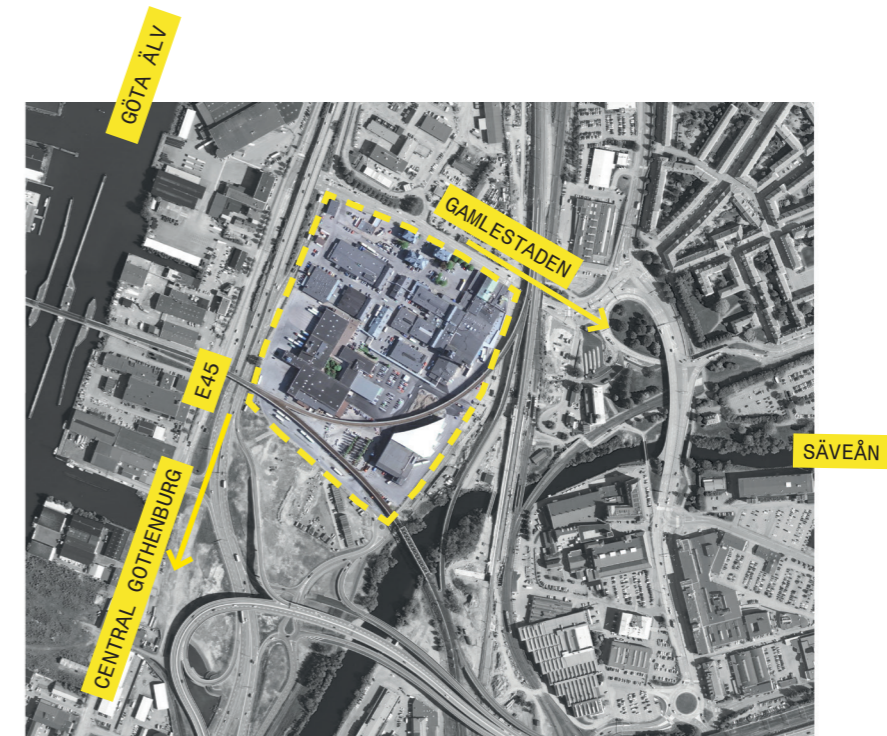 GÖTA ÄLV
GAMLESTADEN
E45
SÄVEÅN
CENTRAL GOTHENBURG